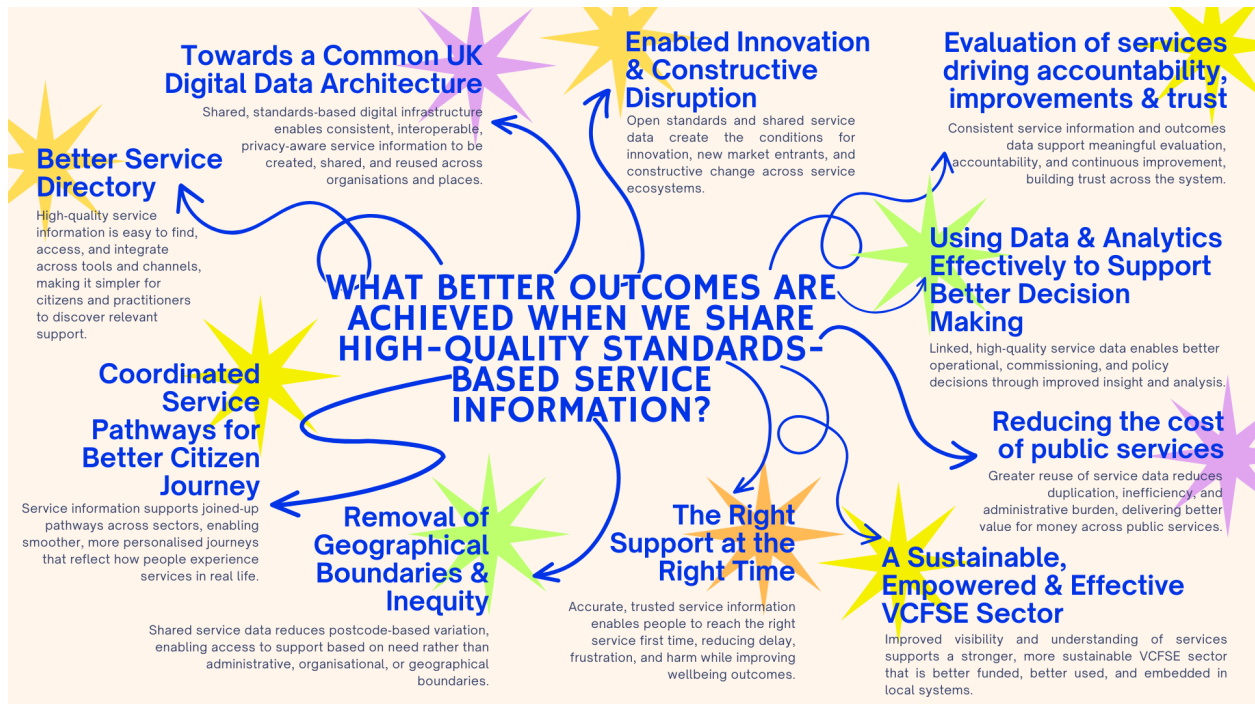 Towards a Common UK
Digital Data Architecture
Shared, standards-based digital infrastructure
enables consistent, interoperable,
privacy-aware service information to be
created, shared, and reused across
organisations and places.
Enabled Innovation
& Constructive
Disruption
Open standards and shared service
data create the conditions for
innovation, new market entrants, and
constructive change across service
ecosystems.
Evaluation of services
driving accountability,
improvements & trust
Consistent service information and outcomes
data support meaningful evaluation,
accountability, and continuous improvement,
building trust across the system.
Better Service
Directory
High-quality service
information is easy to find,
access, and integrate
across tools and channels,
making it simpler for
citizens and practitioners
to discover relevant
support.
WHAT BETTER OUTCOMES ARE
ACHIEVED WHEN WE SHARE
HIGH-QUALITY STANDARDS-
BASED SERVICE
INFORMATION?
Using Data & Analytics
Effectively to Support
Better Decision
Making
Linked, high-quality service data enables better
operational, commissioning, and policy
decisions through improved insight and analysis.
Coordinated
Service
Pathways for
Better Citizen
Journey
Service information supports joined-up
pathways across sectors, enabling
smoother, more personalised journeys
that reflect how people experience
services in real life.
Reducing the cost
of public services
Greater reuse of service data reduces
duplication, inefficiency, and
administrative burden, delivering better
value for money across public services.
Removal of
Geographical
Boundaries &
Inequity
Shared service data reduces postcode-based variation,
enabling access to support based on need rather than
administrative, organisational, or geographical
boundaries.
The Right
Support at the
Right Time
Accurate, trusted service information
enables people to reach the right
service first time, reducing delay,
frustration, and harm while improving
wellbeing outcomes.
A Sustainable,
Empowered & Effective
VCFSE Sector
Improved visibility and understanding of services
supports a stronger, more sustainable VCFSE sector
that is better funded, better used, and embedded in
local systems.